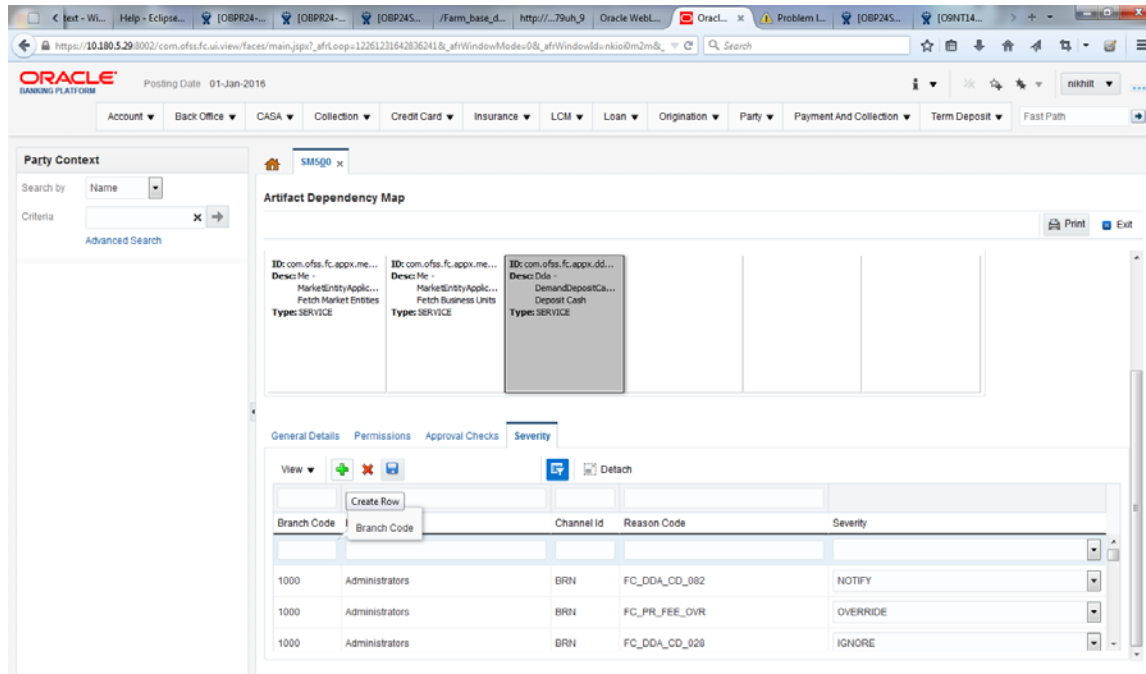 text - Wi... Help - Eclipse... [OBPR24-... [OBPR24-... [OBP245... /Farm_base_d... http://...79uh_9 Oracle WebL... Oracl... x Problem l... [OBP245... [O9NT14...
https://10.180.5.29:8002/com.ofss.fc.ui.view/faces/main.jspx?_afrLoop=12261231642836241&_afrWindowMode=0&_afrWindowId=nkioi0m2m&_ Search
ORACLE Posting Date 01-Jan-2016 nikhilt
BANKING PLATFORM
Account Back Office CASA Collection Credit Card Insurance LCM Loan Origination Party Payment And Collection Term Deposit Fast Path
Party Context SM500 x
Search by Name
Artifact Dependency Map
Criteria
Print Exit
Advanced Search
ID: com.ofss.fc.appx.me... ID: com.ofss.fc.appx.me... ID: com.ofss.fc.appx.dd...
Desc: Me - Desc: Me - Desc: Dda -
MarketEntityApplic... MarketEntityApplic... DemandDepositCa...
Fetch Market Entities Fetch Business Units Deposit Cash
Type: SERVICE Type: SERVICE Type: SERVICE
General Details Permissions Approval Checks Severity
View Detach
Create Row
Branch Code Channel Id Reason Code Severity
Branch Code
1000 Administrators BRN FC_DDA_CD_082 NOTIFY
1000 Administrators BRN FC_PR_FEE_OVR OVERRIDE
1000 Administrators BRN FC_DDA_CD_028 IGNORE